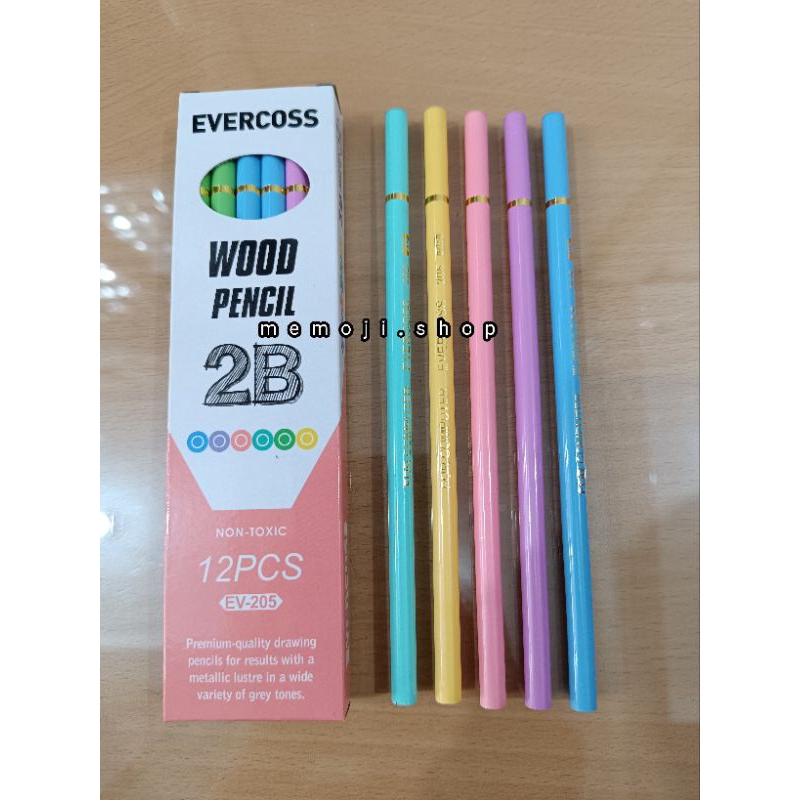 EVERCOSS
WOOD
PENCIL
memoji.shop
2B
NON-TOXIC
12PCS
EV-205
Premium-quality drawing
pencils for results with a
metallic lustre in a wide
variety of grey tones.